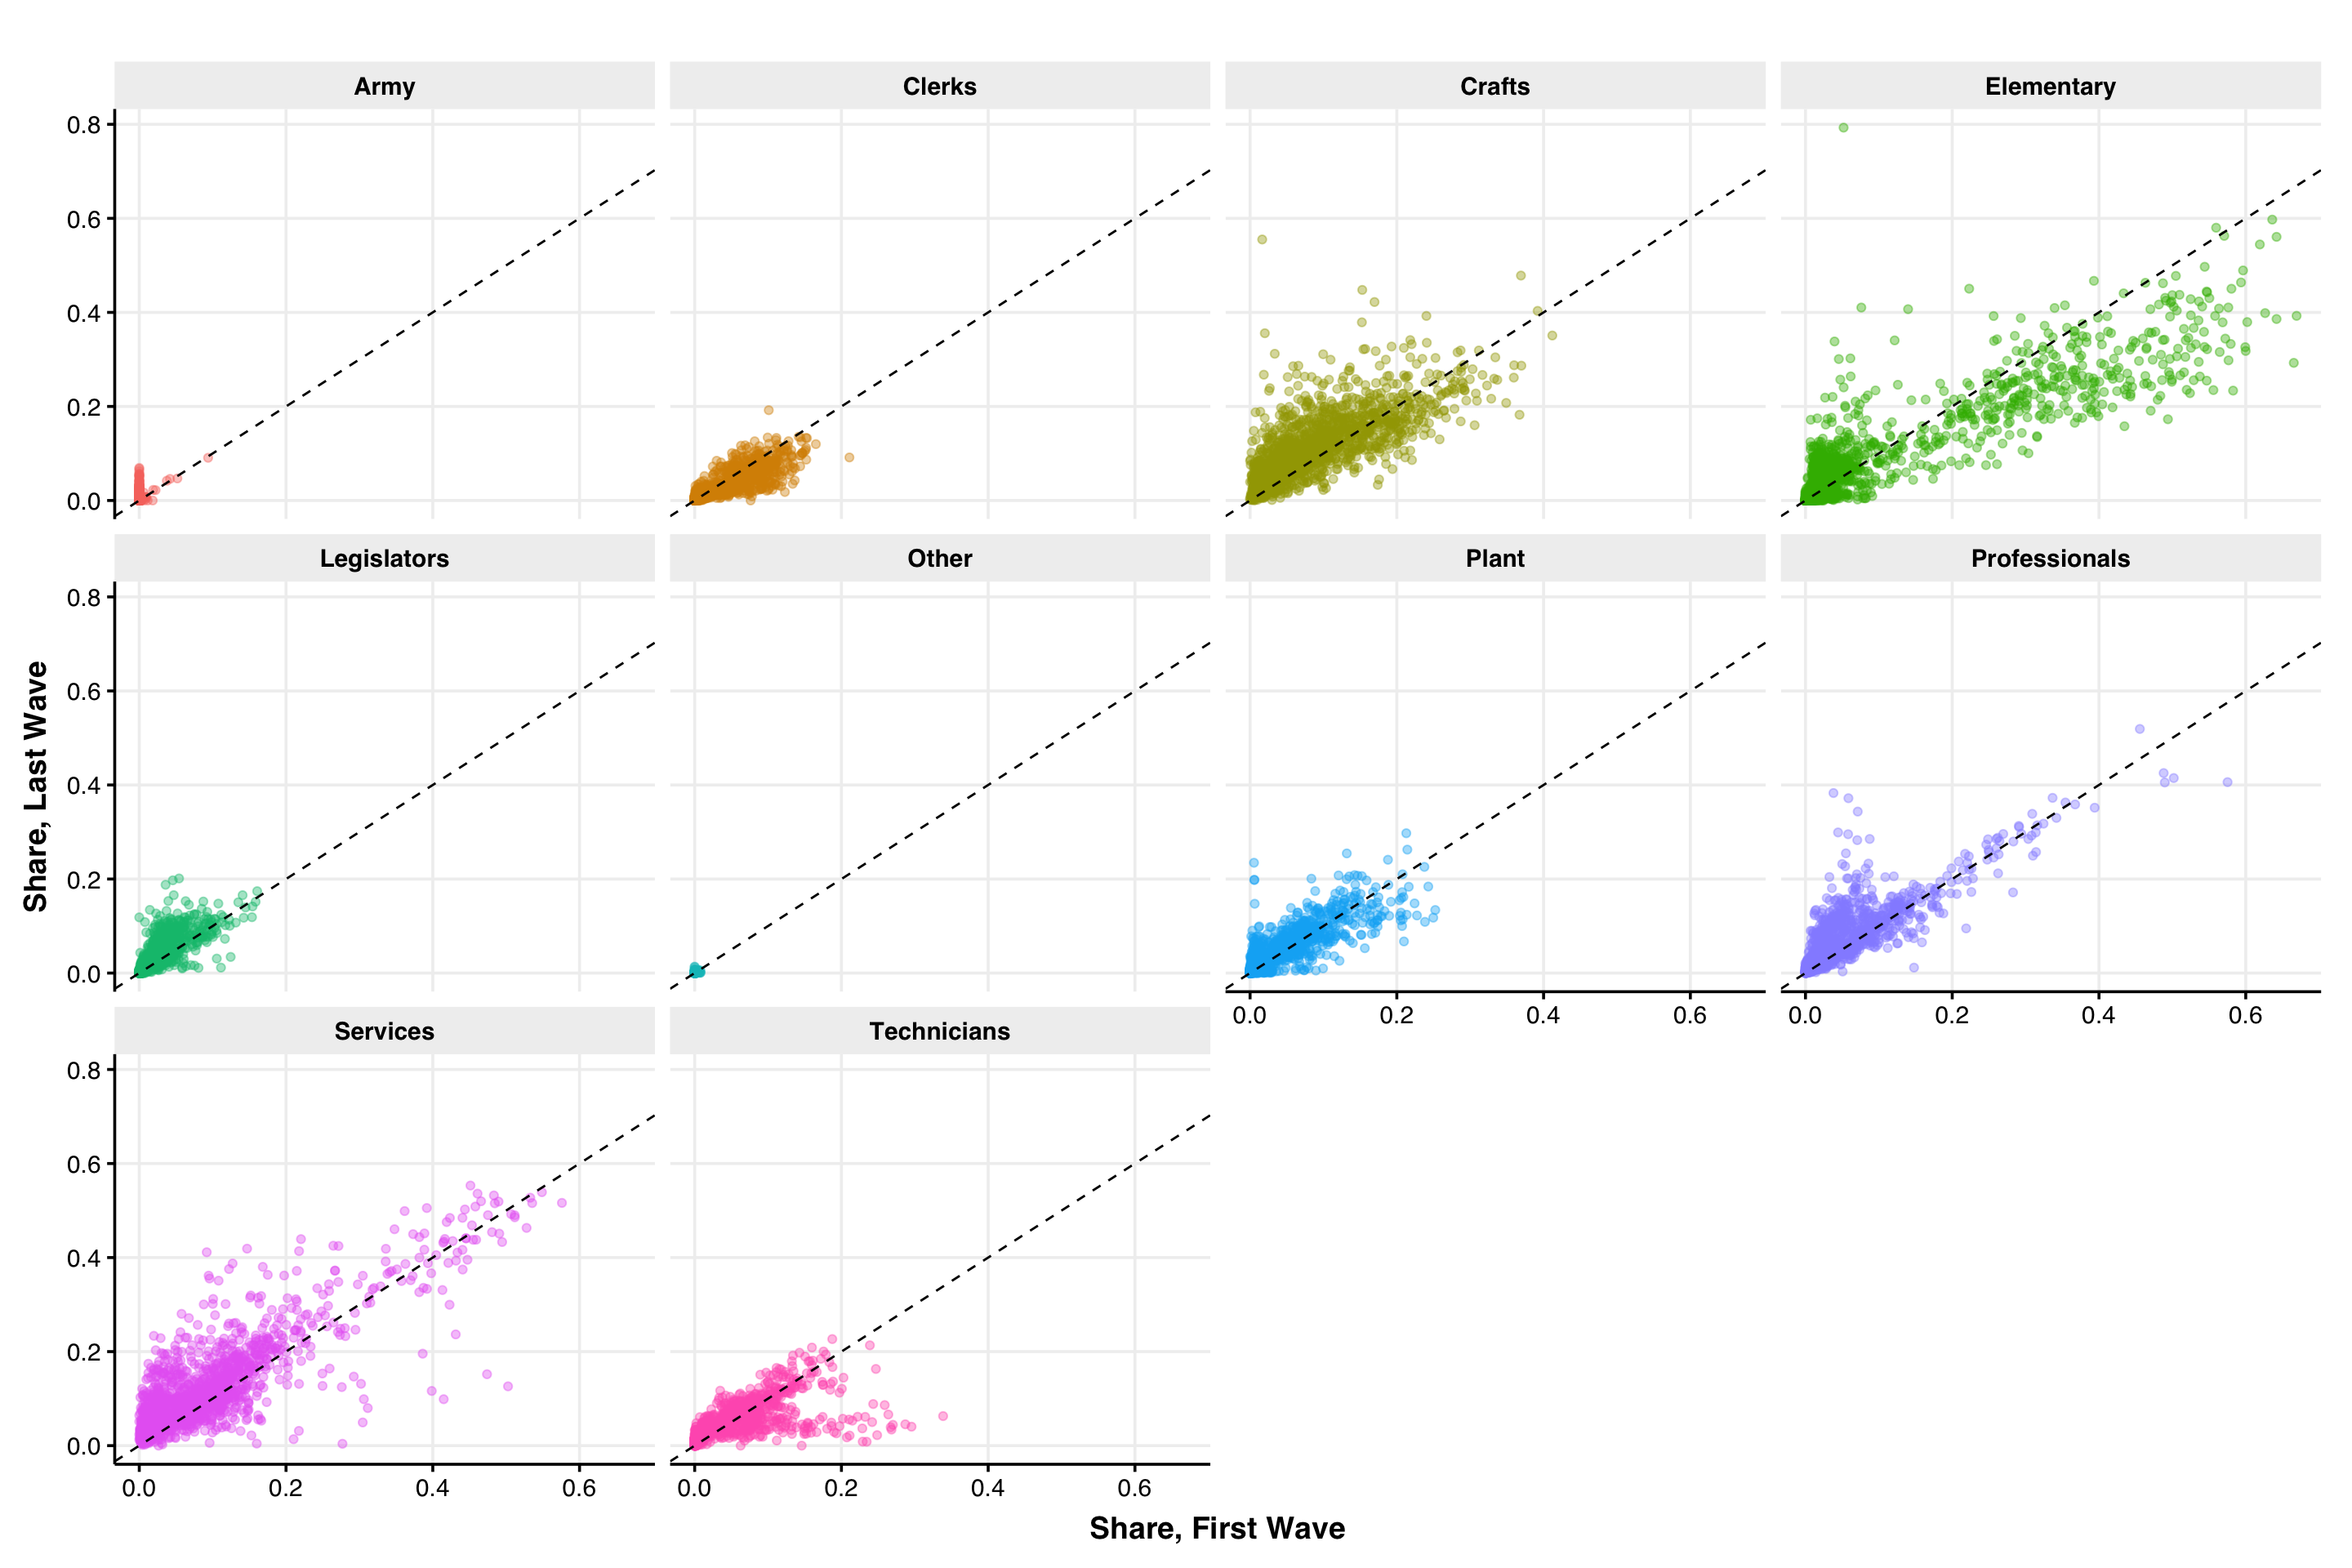 Army Clerks Crafts Elementary
0.8
0.6
0.4
0.2
0.0
Legislators Other Plant Professionals
0.8
0.6
0.4
0.2
0.0
0.0 0.2 0.4 0.6 0.0 0.2 0.4 0.6
Services Technicians
0.8
0.6
0.4
0.2
0.0
0.0 0.2 0.4 0.6 0.0 0.2 0.4 0.6
Share, First Wave
Share, Last Wave